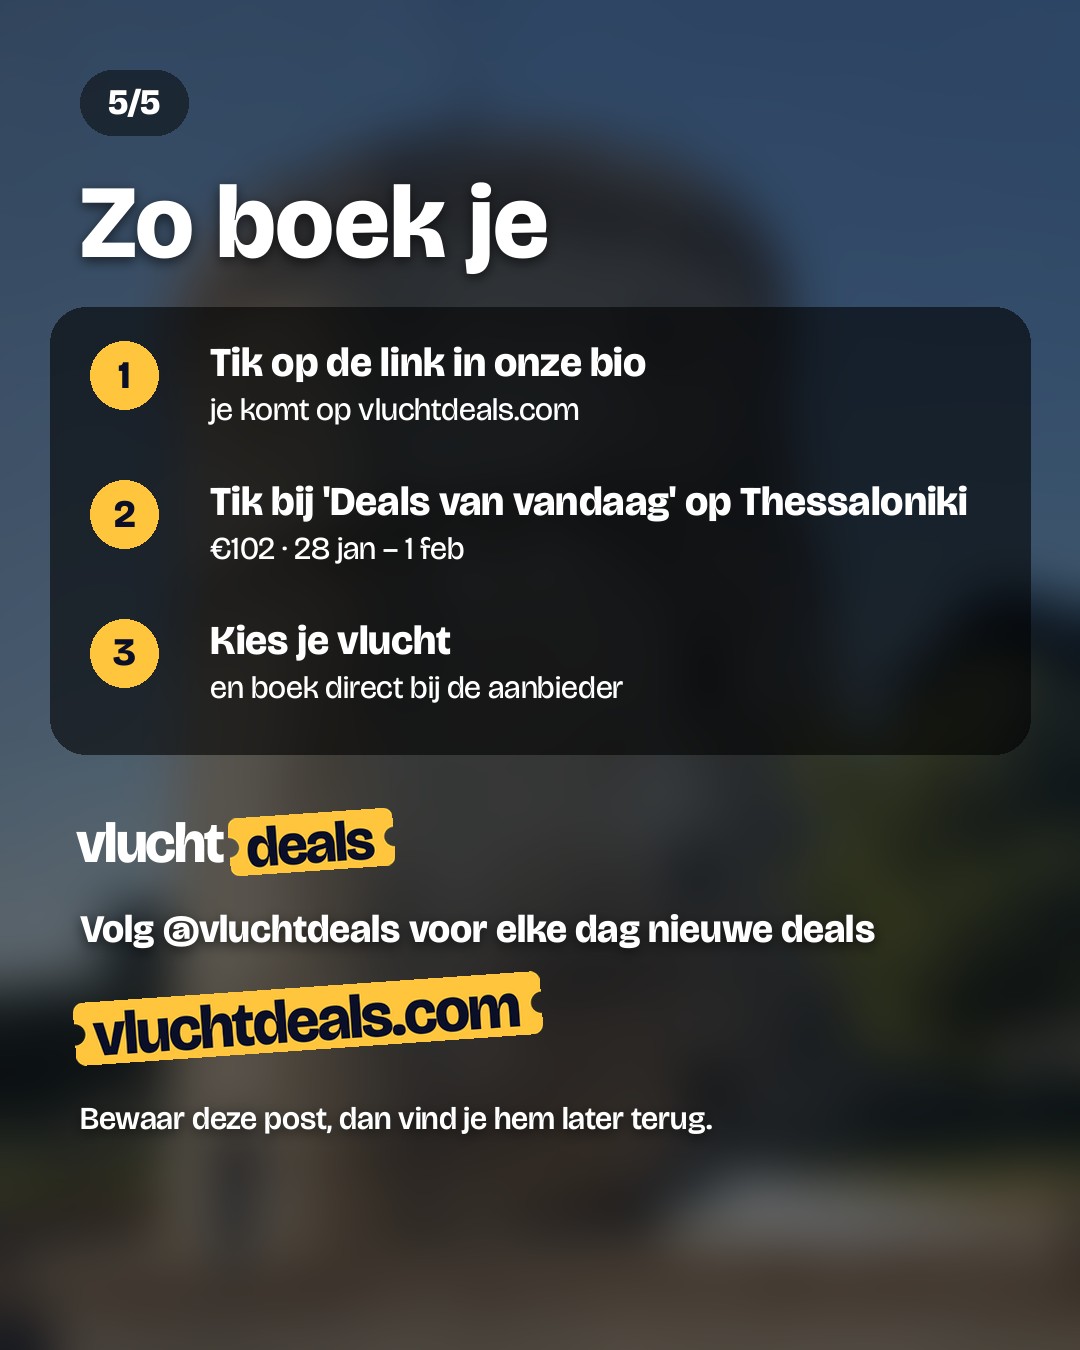 5/5
Zo boek je
1
Tik op de link in onze bio
je komt op vluchtdeals.com
2
Tik bij 'Deals van vandaag' op Thessaloniki
€102 · 28 jan – 1 feb
3
Kies je vlucht
en boek direct bij de aanbieder
vlucht deals
Volg @vluchtdeals voor elke dag nieuwe deals
vluchtdeals.com
Bewaar deze post, dan vind je hem later terug.